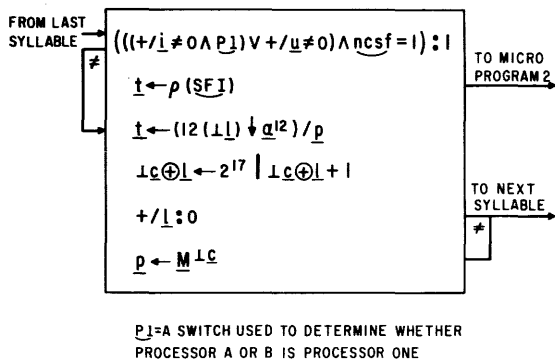 FROM LAST
SYLLABLE
(((+/i≠0∧P1)∨+/u≠0)∧ncsf=1):1
≠
TO MICRO
PROGRAM 2
t←ρ(SFI)
t←(12(⊥l)↓α¹²)/p
⊥c⊕l←2¹⁷|⊥c⊕l+1
TO NEXT
SYLLABLE
+/l:0
≠
p←M^⊥c
P1=A SWITCH USED TO DETERMINE WHETHER
PROCESSOR A OR B IS PROCESSOR ONE